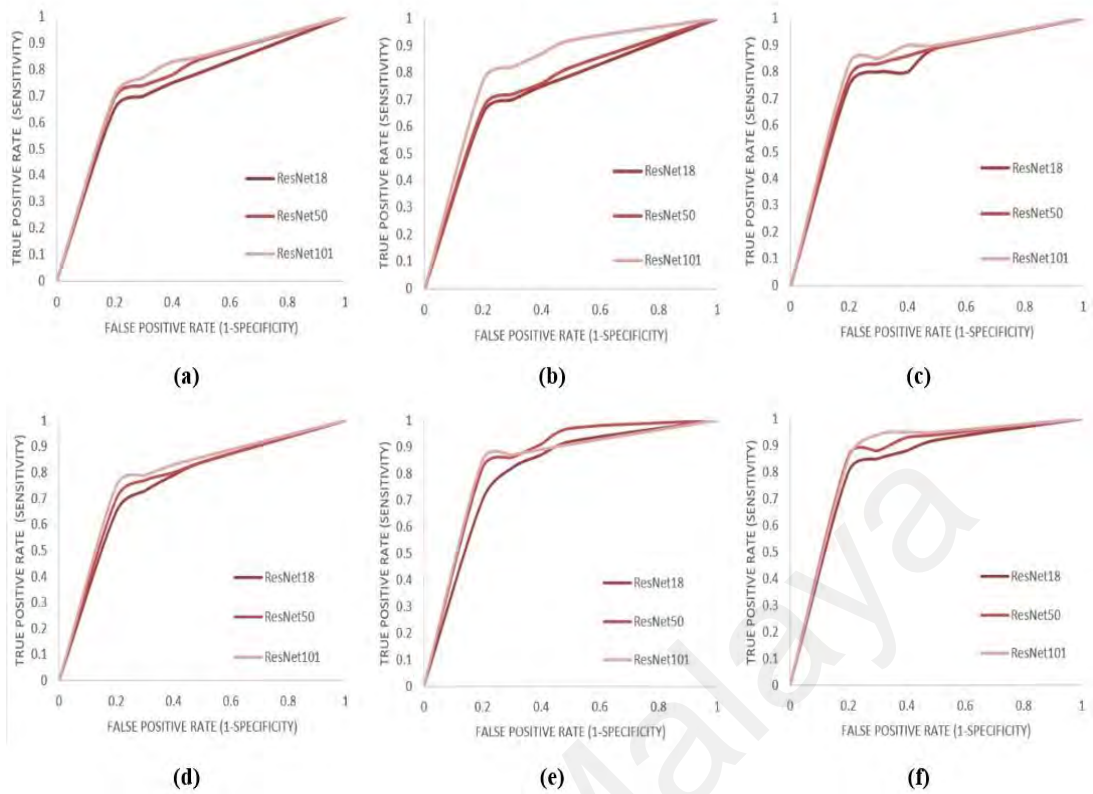 TRUE POSITIVE RATE (SENSITIVITY)
1
0.9
0.8
0.7
0.6
0.5
0.4
0.3
0.2
0.1
0
ResNet18
ResNet50
ResNet101
0 0.2 0.4 0.6 0.8 1
FALSE POSITIVE RATE (1-SPECIFICITY)
(a)
TRUE POSITIVE RATE (SENSITIVITY)
1
0.9
0.8
0.7
0.6
0.5
0.4
0.3
0.2
0.1
0
ResNet18
ResNet50
ResNet101
0 0.2 0.4 0.6 0.8 1
FALSE POSITIVE RATE (1-SPECIFICITY)
(b)
TRUE POSITIVE RATE (SENSITIVITY)
1
0.9
0.8
0.7
0.6
0.5
0.4
0.3
0.2
0.1
0
ResNet18
ResNet50
ResNet101
0 0.2 0.4 0.6 0.8 1
FALSE POSITIVE RATE (1-SPECIFICITY)
(c)
TRUE POSITIVE RATE (SENSITIVITY)
1
0.9
0.8
0.7
0.6
0.5
0.4
0.3
0.2
0.1
0
ResNet18
ResNet50
ResNet101
0 0.2 0.4 0.6 0.8 1
FALSE POSITIVE RATE (1-SPECIFICITY)
(d)
TRUE POSITIVE RATE (SENSITIVITY)
1
0.9
0.8
0.7
0.6
0.5
0.4
0.3
0.2
0.1
0
ResNet18
ResNet50
ResNet101
0 0.2 0.4 0.6 0.8 1
FALSE POSITIVE RATE (1-SPECIFICITY)
(e)
TRUE POSITIVE RATE (SENSITIVITY)
1
0.9
0.8
0.7
0.6
0.5
0.4
0.3
0.2
0.1
0
ResNet18
ResNet50
ResNet101
0 0.2 0.4 0.6 0.8 1
FALSE POSITIVE RATE (1-SPECIFICITY)
(f)
Malaya